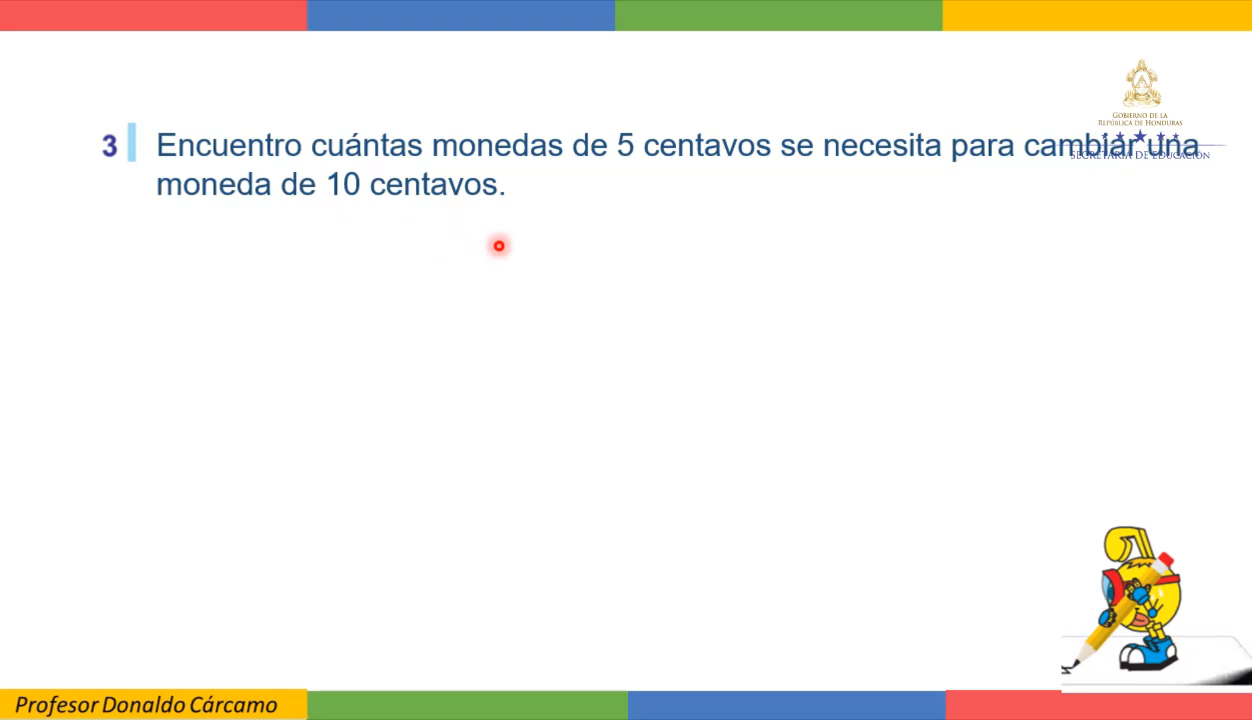 GOBIERNO DE LA
REPÚBLICA DE HONDURAS
SECRETARÍA DE EDUCACIÓN
3 Encuentro cuántas monedas de 5 centavos se necesita para cambiar una
moneda de 10 centavos.
Profesor Donaldo Cárcamo